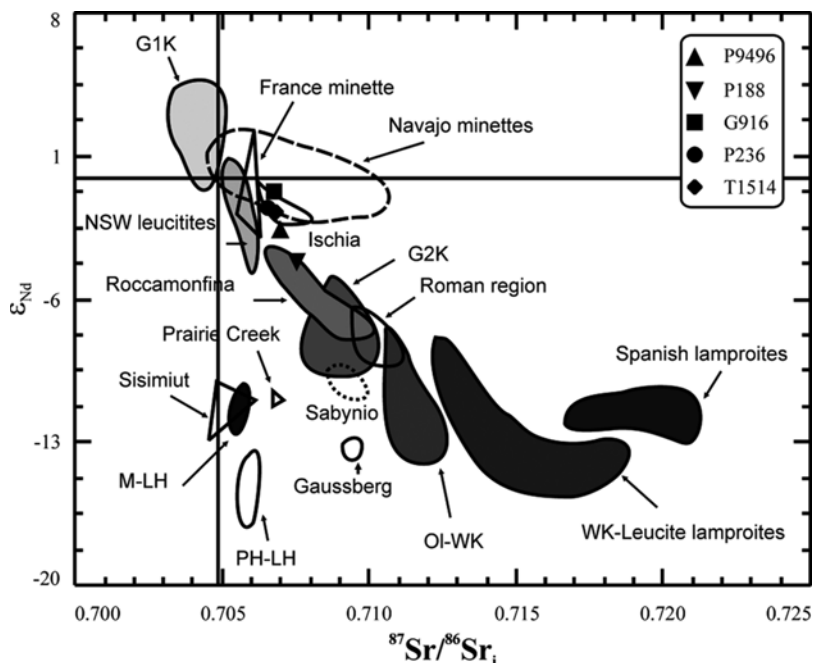 8
1
-6
-13
-20
εNd
G1K
France minette
Navajo minettes
P9496
P188
G916
P236
T1514
NSW leucitites
Ischia
G2K
Roccamonfina
Roman region
Prairie Creek
Sisimiut
Sabynio
Spanish lamproites
M-LH
Gaussberg
PH-LH
Ol-WK
WK-Leucite lamproites
0.700
0.705
0.710
0.715
0.720
0.725
⁸⁷Sr/⁸⁶Srᵢ